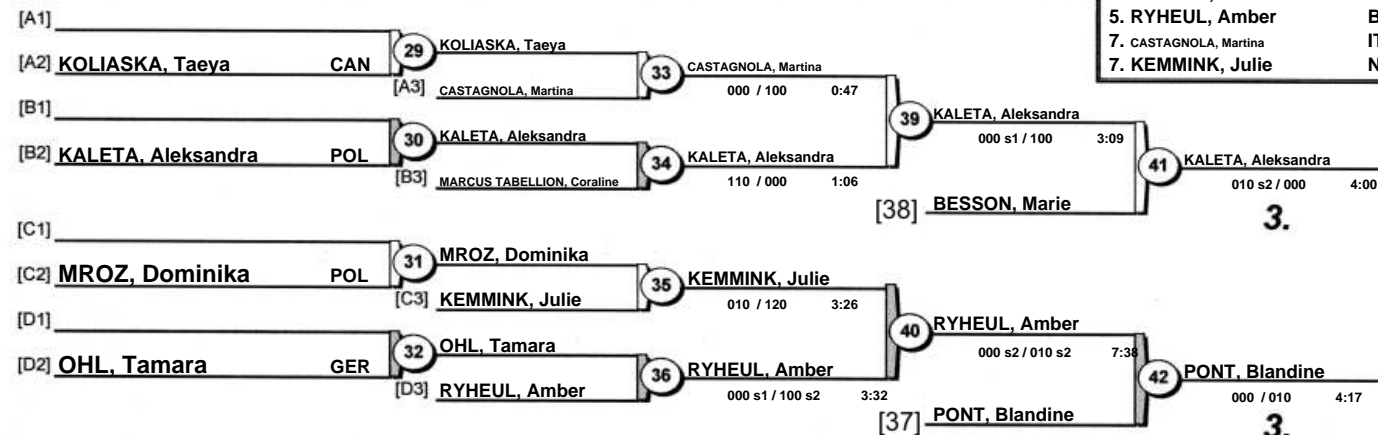 5. RYHEUL, Amber B
7. CASTAGNOLA, Martina IT
7. KEMMINK, Julie N
[A1]
[A2] KOLIASKA, Taeya CAN
29
KOLIASKA, Taeya
[A3] CASTAGNOLA, Martina
33
CASTAGNOLA, Martina
000 / 100 0:47
[B1]
[B2] KALETA, Aleksandra POL
30
KALETA, Aleksandra
[B3] MARCUS TABELLION, Coraline
34
KALETA, Aleksandra
110 / 000 1:06
39
KALETA, Aleksandra
000 s1 / 100 3:09
[38] BESSON, Marie
41
KALETA, Aleksandra
010 s2 / 000 4:00
3.
[C1]
[C2] MROZ, Dominika POL
31
MROZ, Dominika
[C3] KEMMINK, Julie
35
KEMMINK, Julie
010 / 120 3:26
[D1]
[D2] OHL, Tamara GER
32
OHL, Tamara
[D3] RYHEUL, Amber
36
RYHEUL, Amber
000 s1 / 100 s2 3:32
40
RYHEUL, Amber
000 s2 / 010 s2 7:38
[37] PONT, Blandine
42
PONT, Blandine
000 / 010 4:17
3.